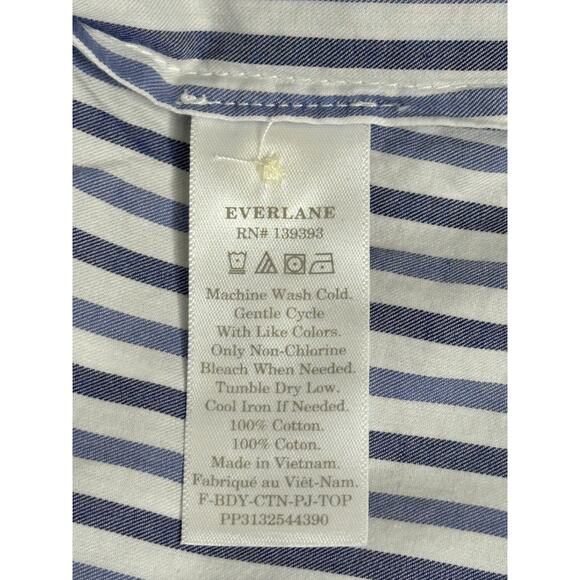 EVERLANE
RN# 139393
Machine Wash Cold.
Gentle Cycle
With Like Colors.
Only Non-Chlorine
Bleach When Needed.
Tumble Dry Low.
Cool Iron If Needed.
100% Cotton.
100% Coton.
Made in Vietnam.
Fabriqué au Viêt-Nam.
F-BDY-CTN-PJ-TOP
PP3132544390